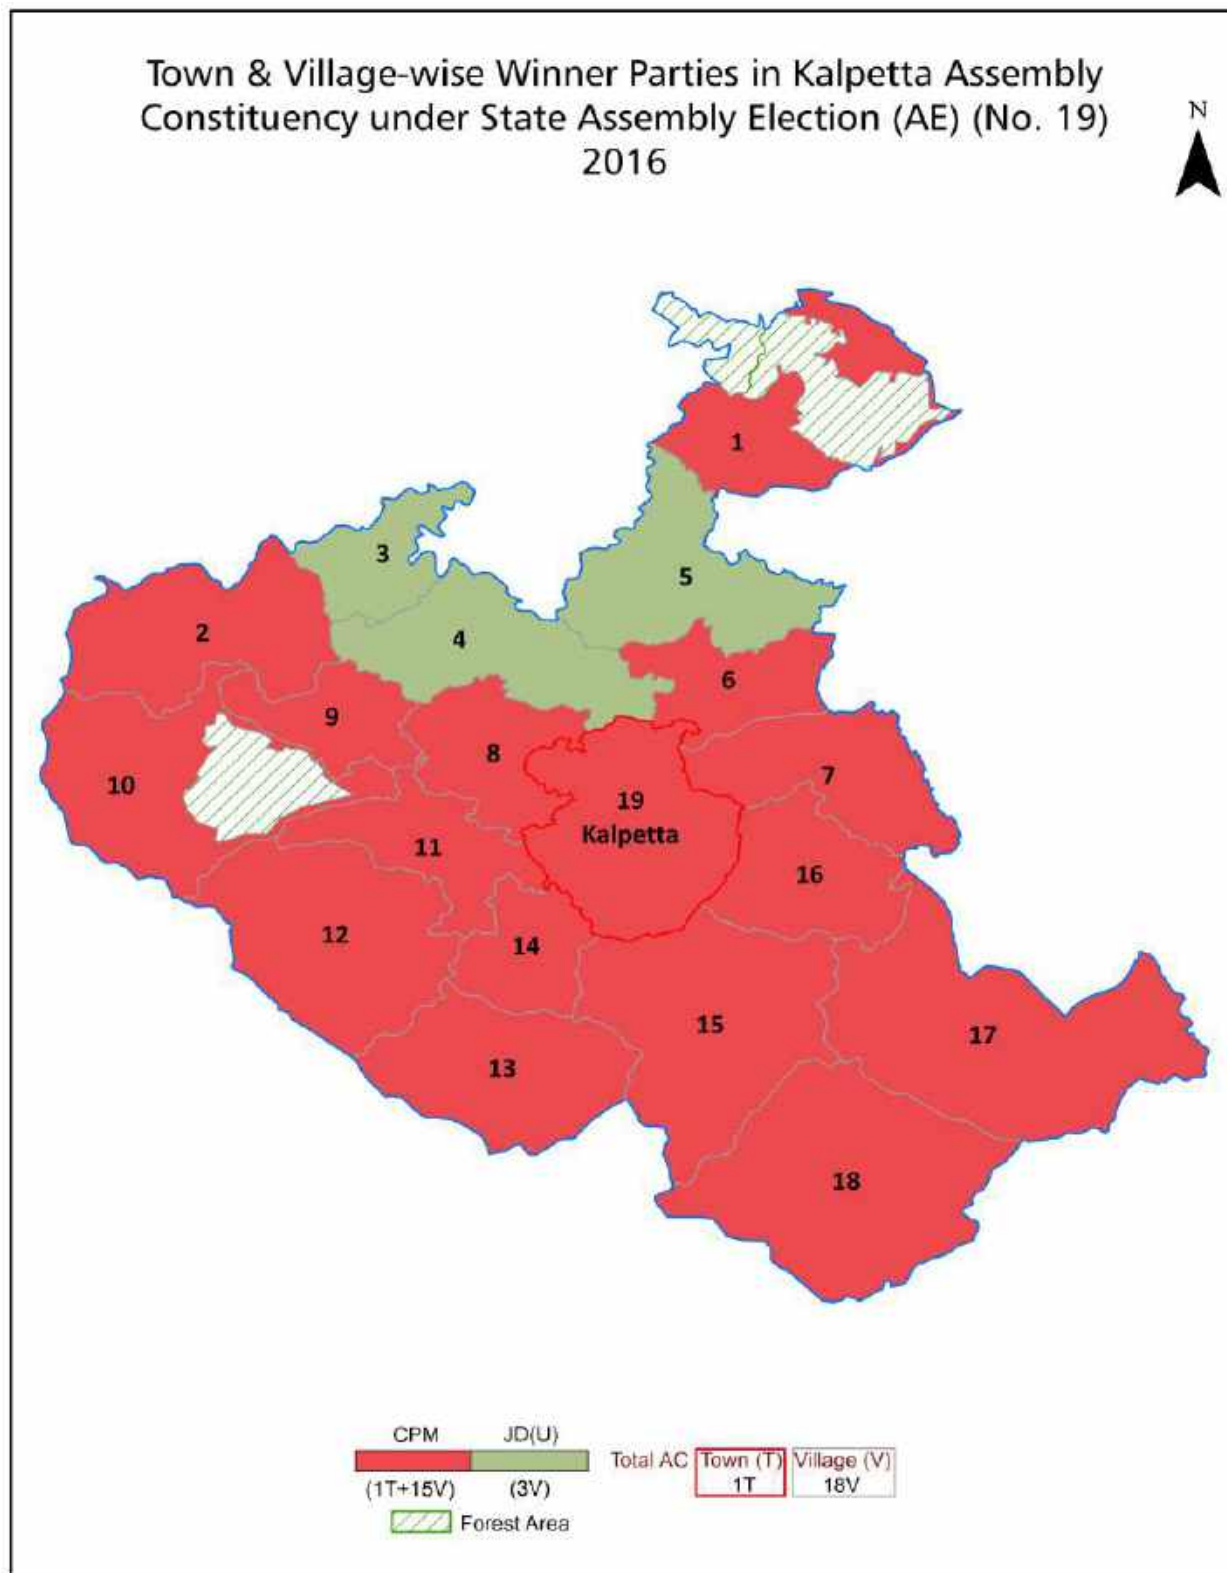 Town & Village-wise Winner Parties in Kalpetta Assembly
Constituency under State Assembly Election (AE) (No. 19)
2016
N
1
3
5
2
4
6
9
8
7
10
19
Kalpetta
11
16
12
14
15
17
13
18
CPM JD(U)
Total AC Town (T) Village (V)
(1T+15V) (3V) 1T 18V
Forest Area